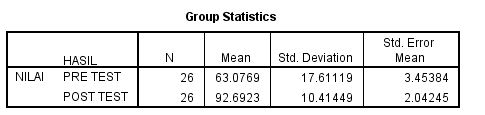 Group Statistics
HASIL N Mean Std. Deviation Std. Error Mean
NILAI PRE TEST 26 63.0769 17.61119 3.45384
POST TEST 26 92.6923 10.41449 2.04245